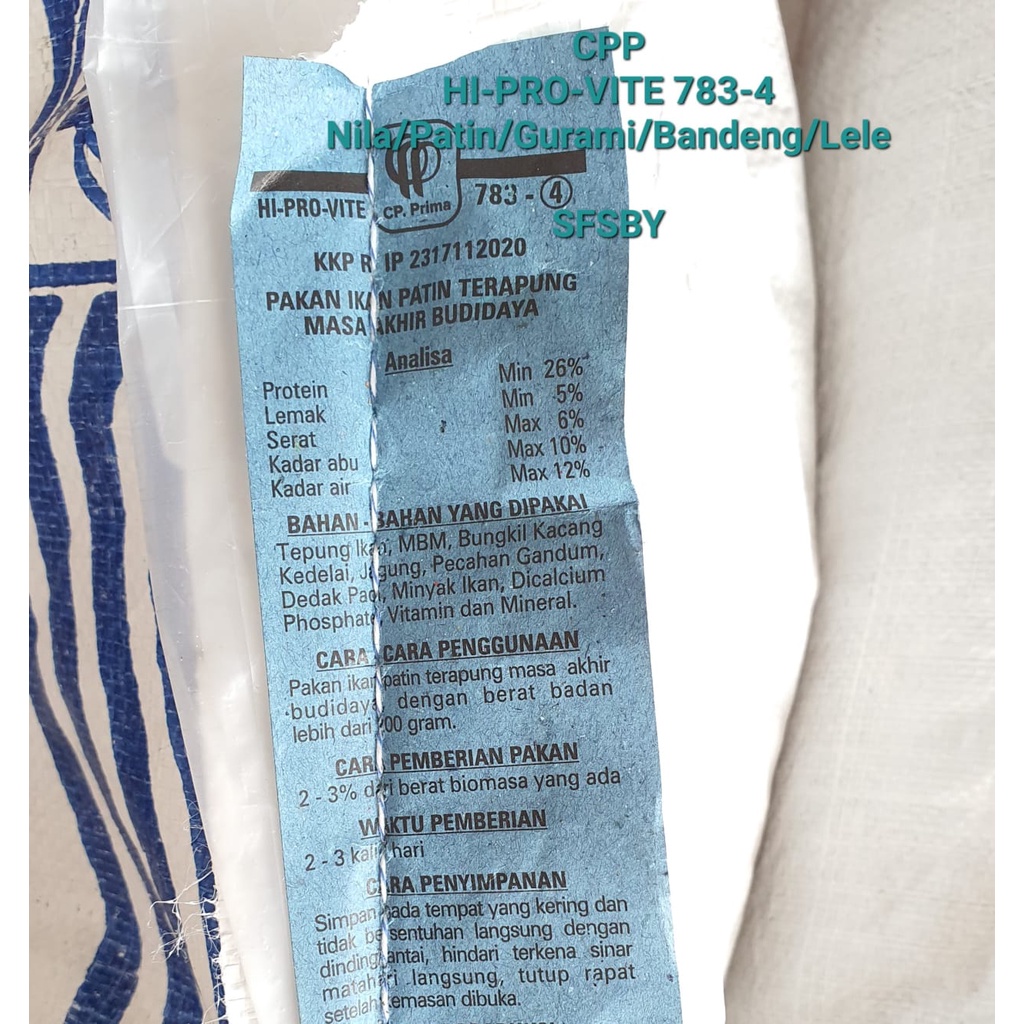 CPP
HI-PRO-VITE 783-4
Nila/Patin/Gurami/Bandeng/Lele
SFSBY
CP. Prima
HI-PRO-VITE 783 - 4
KKP R IP 2317112020
PAKAN IKAN PATIN TERAPUNG
MASA AKHIR BUDIDAYA
Analisa
Protein Min 26%
Lemak Min 5%
Serat Max 6%
Kadar abu Max 10%
Kadar air Max 12%
BAHAN - BAHAN YANG DIPAKAI
Tepung Ikan, MBM, Bungkil Kacang
Kedelai, Jagung, Pecahan Gandum,
Dedak Padi, Minyak Ikan, Dicalcium
Phosphate, Vitamin dan Mineral.
CARA - CARA PENGGUNAAN
Pakan ikan patin terapung masa akhir
budidaya dengan berat badan
lebih dari 200 gram.
CARA PEMBERIAN PAKAN
2 - 3% dari berat biomasa yang ada
WAKTU PEMBERIAN
2 - 3 kali hari
CARA PENYIMPANAN
Simpan pada tempat yang kering dan
tidak bersentuhan langsung dengan
dinding lantai, hindari terkena sinar
matahari langsung, tutup rapat
setelah kemasan dibuka.